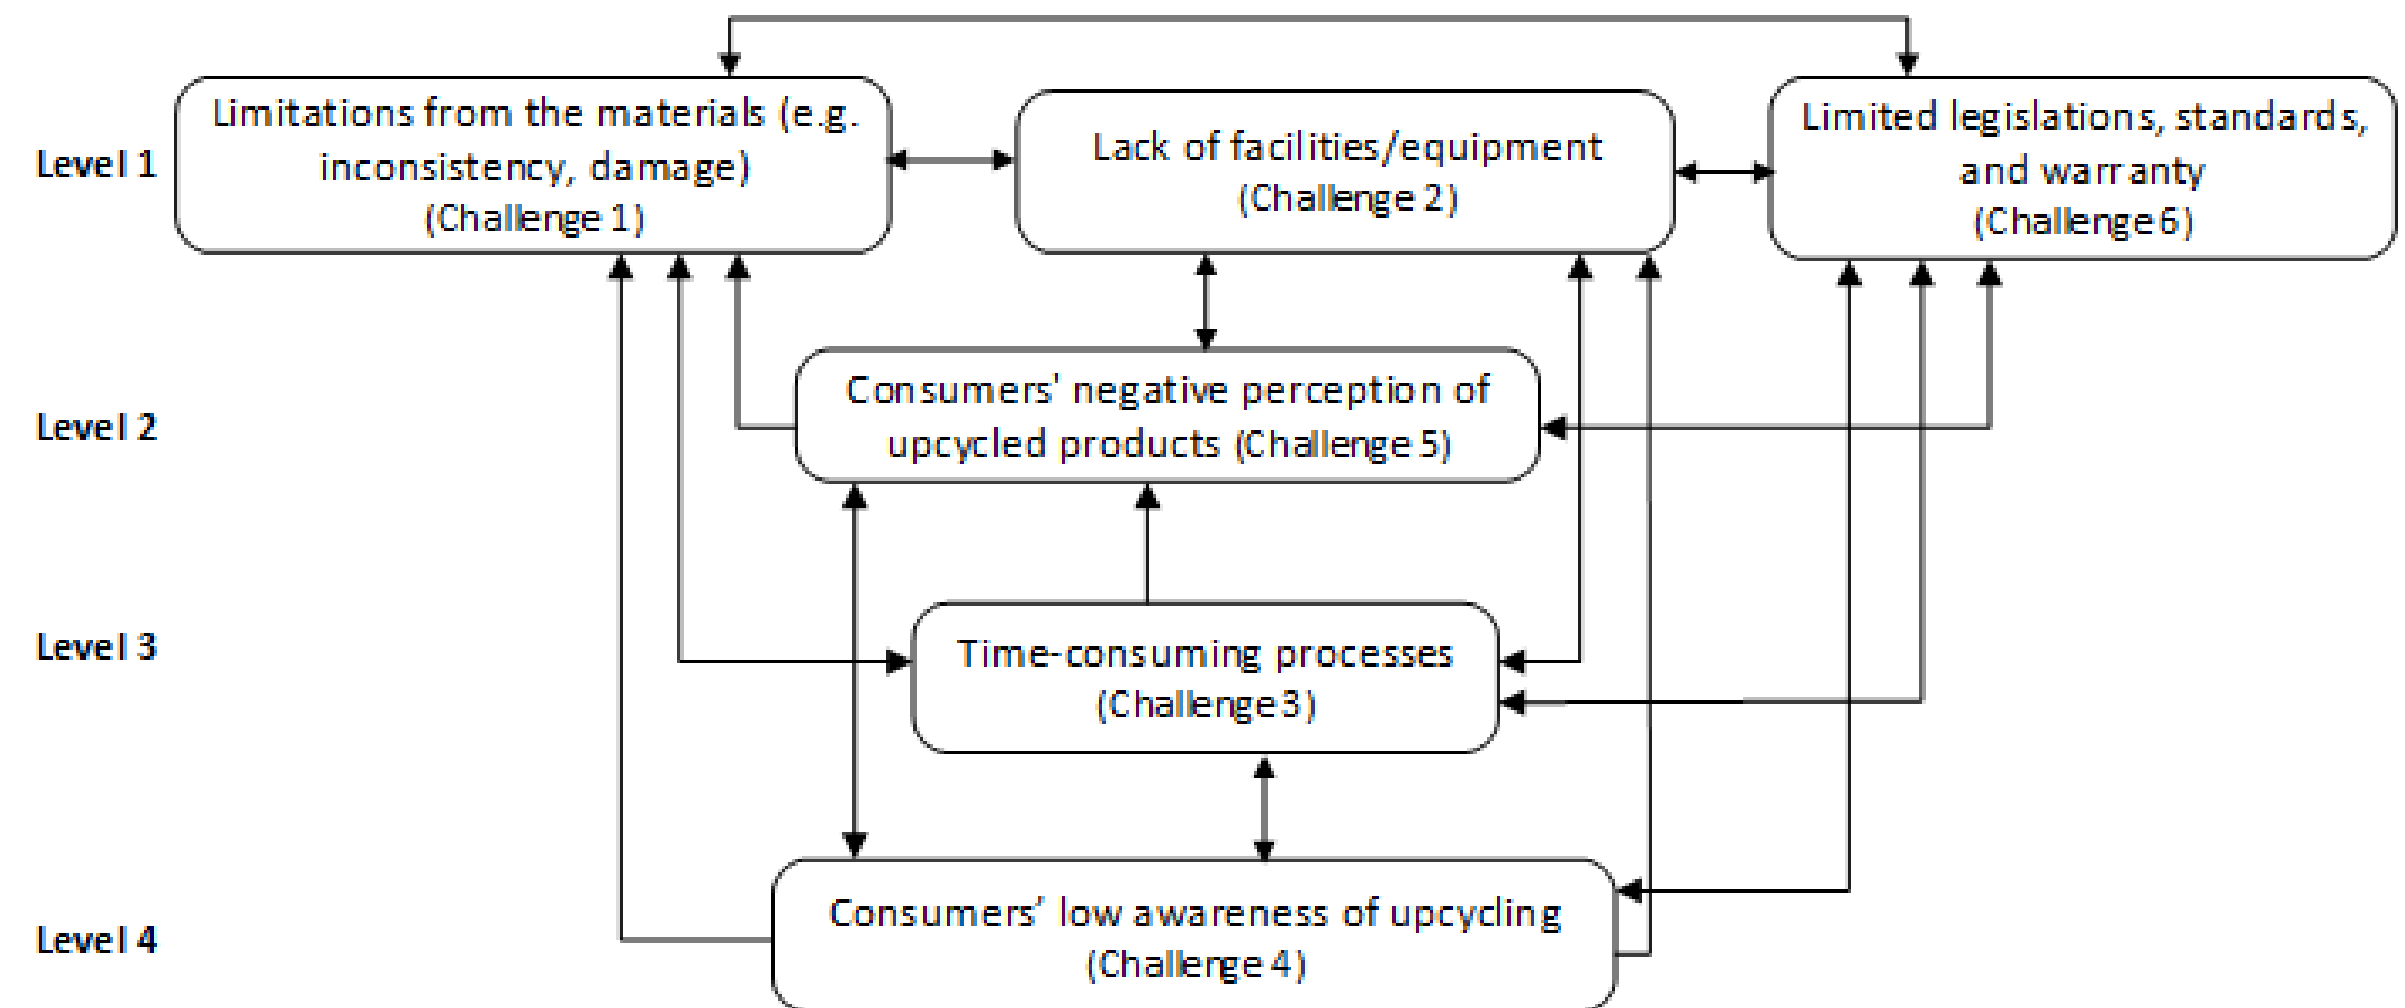 Level 1
Limitations from the materials (e.g.
inconsistency, damage)
(Challenge 1)
Lack of facilities/equipment
(Challenge 2)
Limited legislations, standards,
and warranty
(Challenge 6)
Level 2
Consumers' negative perception of
upcycled products (Challenge 5)
Level 3
Time-consuming processes
(Challenge 3)
Level 4
Consumers’ low awareness of upcycling
(Challenge 4)